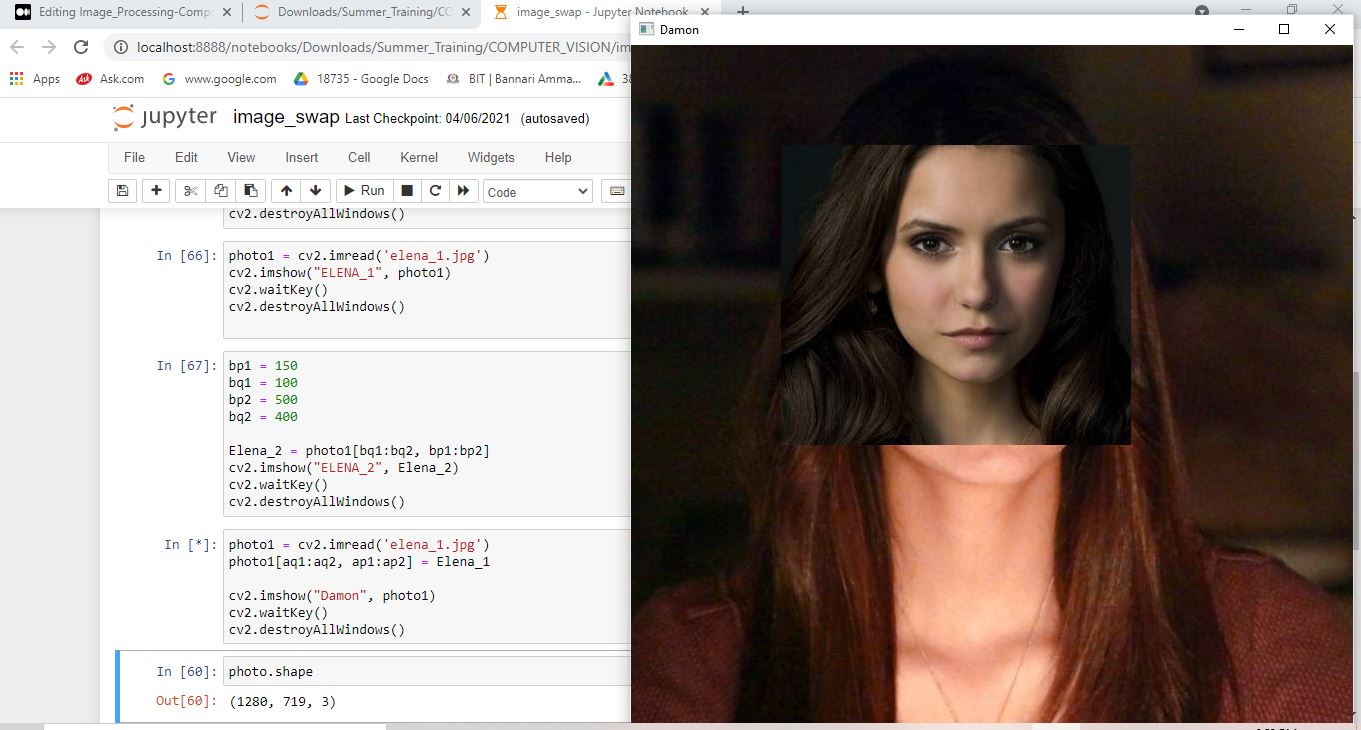 Editing Image_Processing-Compu
Downloads/Summer_Training/CO
image_swap - Jupyter Notebook
localhost:8888/notebooks/Downloads/Summer_Training/COMPUTER_VISION/im
Apps
Ask
Ask.com
www.google.com
18735 - Google Docs
BIT | Bannari Amma...
38
Damon
jupyter image_swap Last Checkpoint: 04/06/2021 (autosaved)
File Edit View Insert Cell Kernel Widgets Help
Run
Code
cv2.destroyAllWindows()
In [66]: photo1 = cv2.imread('elena_1.jpg')
cv2.imshow("ELENA_1", photo1)
cv2.waitKey()
cv2.destroyAllWindows()
In [67]: bp1 = 150
bq1 = 100
bp2 = 500
bq2 = 400
Elena_2 = photo1[bq1:bq2, bp1:bp2]
cv2.imshow("ELENA_2", Elena_2)
cv2.waitKey()
cv2.destroyAllWindows()
In [*]: photo1 = cv2.imread('elena_1.jpg')
photo1[aq1:aq2, ap1:ap2] = Elena_1
cv2.imshow("Damon", photo1)
cv2.waitKey()
cv2.destroyAllWindows()
In [60]: photo.shape
Out[60]: (1280, 719, 3)